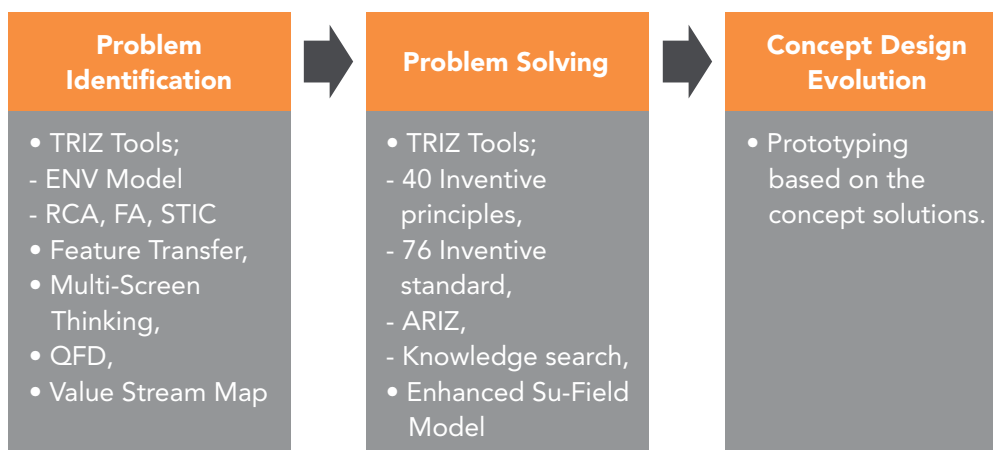 Problem
Identification
• TRIZ Tools;
- ENV Model
- RCA, FA, STIC
• Feature Transfer,
• Multi-Screen
Thinking,
• QFD,
• Value Stream Map
Problem Solving
• TRIZ Tools;
- 40 Inventive
principles,
- 76 Inventive
standard,
- ARIZ,
- Knowledge search,
• Enhanced Su-Field
Model
Concept Design
Evolution
• Prototyping
based on the
concept solutions.